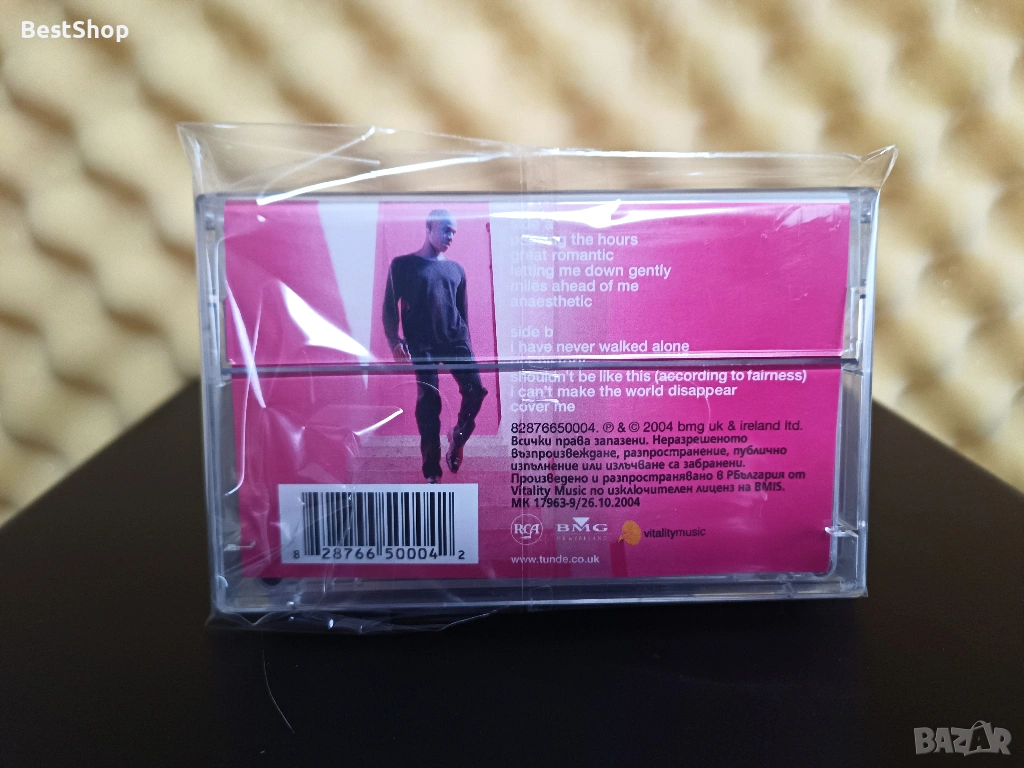 BestShop
the hours
great romantic
letting me down gently
miles ahead of me
anaesthetic
side b
i have never walked alone
shouldn't be like this (according to fairness)
i can't make the world disappear
cover me
82876650004. ℗ & © 2004 bmg uk & ireland ltd.
Всички права запазени. Неразрешеното
възпроизвеждане, разпространение, публично
изпълнение или излъчване са забранени.
Произведено и разпространявано в РБългария от
Vitality Music по изключителен лиценз на BMIS.
МК 17963-9/26.10.2004
RCA BMG vitalitymusic
www.tunde.co.uk
8 28766 50004 2
BAZAR